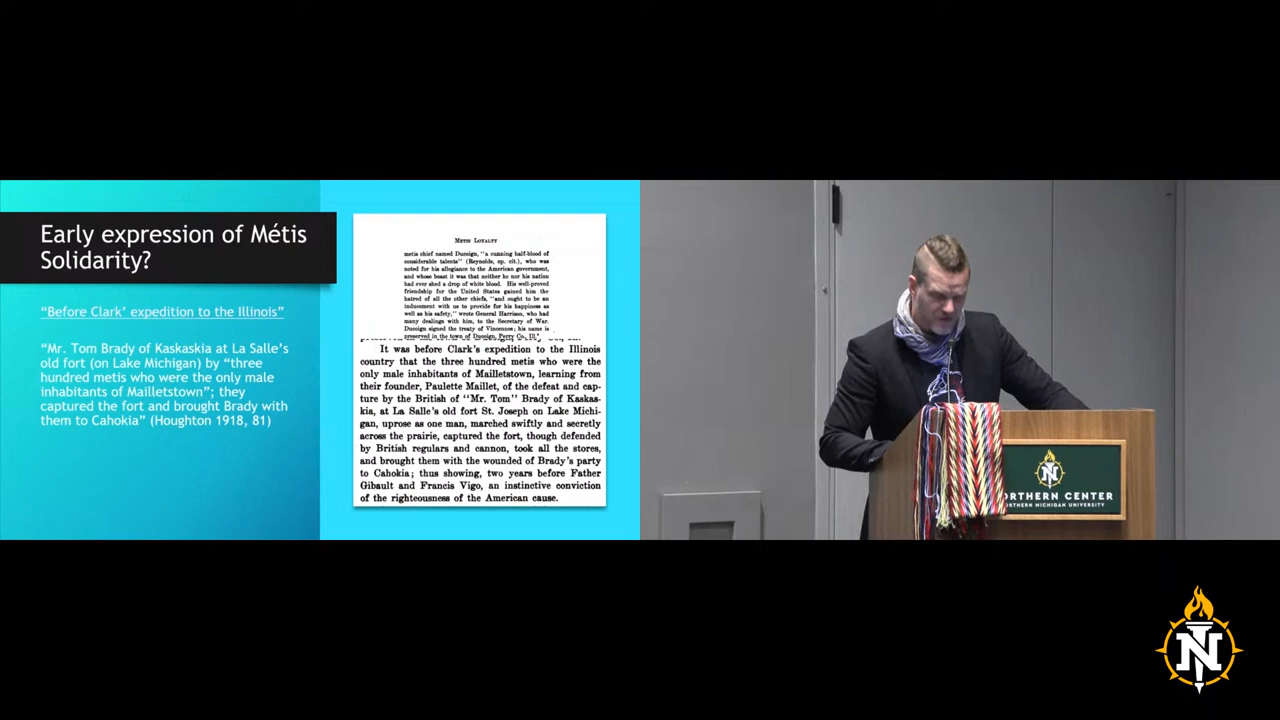 Early expression of Métis
Solidarity?
“Before Clark’ expedition to the Illinois”
“Mr. Tom Brady of Kaskaskia at La Salle’s
old fort (on Lake Michigan) by “three
hundred metis who were the only male
inhabitants of Mailletstown”; they
captured the fort and brought Brady with
them to Cahokia” (Houghton 1918, 81)
Metis Loyalty
metis chief named Ducoign, “a cunning half-blood of
considerable talents” (Reynolds, op. cit.), who was
noted for his allegiance to the American government,
and whose boast it was that neither he nor his nation
had ever shed a drop of white blood. His well-proved
friendship for the United States gained him the
hatred of all the other chiefs, “and ought to be an
inducement with us to provide for his happiness as
well as his safety,” wrote General Harrison, who had
many dealings with him, to the Secretary of War.
Ducoign signed the treaty of Vincennes; his name is
preserved in the town of Ducoign, Perry Co., Ill.”
It was before Clark’s expedition to the Illinois
country that the three hundred metis who were the
only male inhabitants of Mailletstown, learning from
their founder, Paulette Maillet, of the defeat and cap-
ture by the British of “Mr. Tom” Brady of Kaskas-
kia, at La Salle’s old fort St. Joseph on Lake Michi-
gan, uprose as one man, marched swiftly and secretly
across the prairie, captured the fort, though defended
by British regulars and cannon, took all the stores,
and brought them with the wounded of Brady’s party
to Cahokia; thus showing, two years before Father
Gibault and Francis Vigo, an instinctive conviction
of the righteousness of the American cause.
N
ORTHERN CENTER
ORTHERN MICHIGAN UNIVERSITY
N